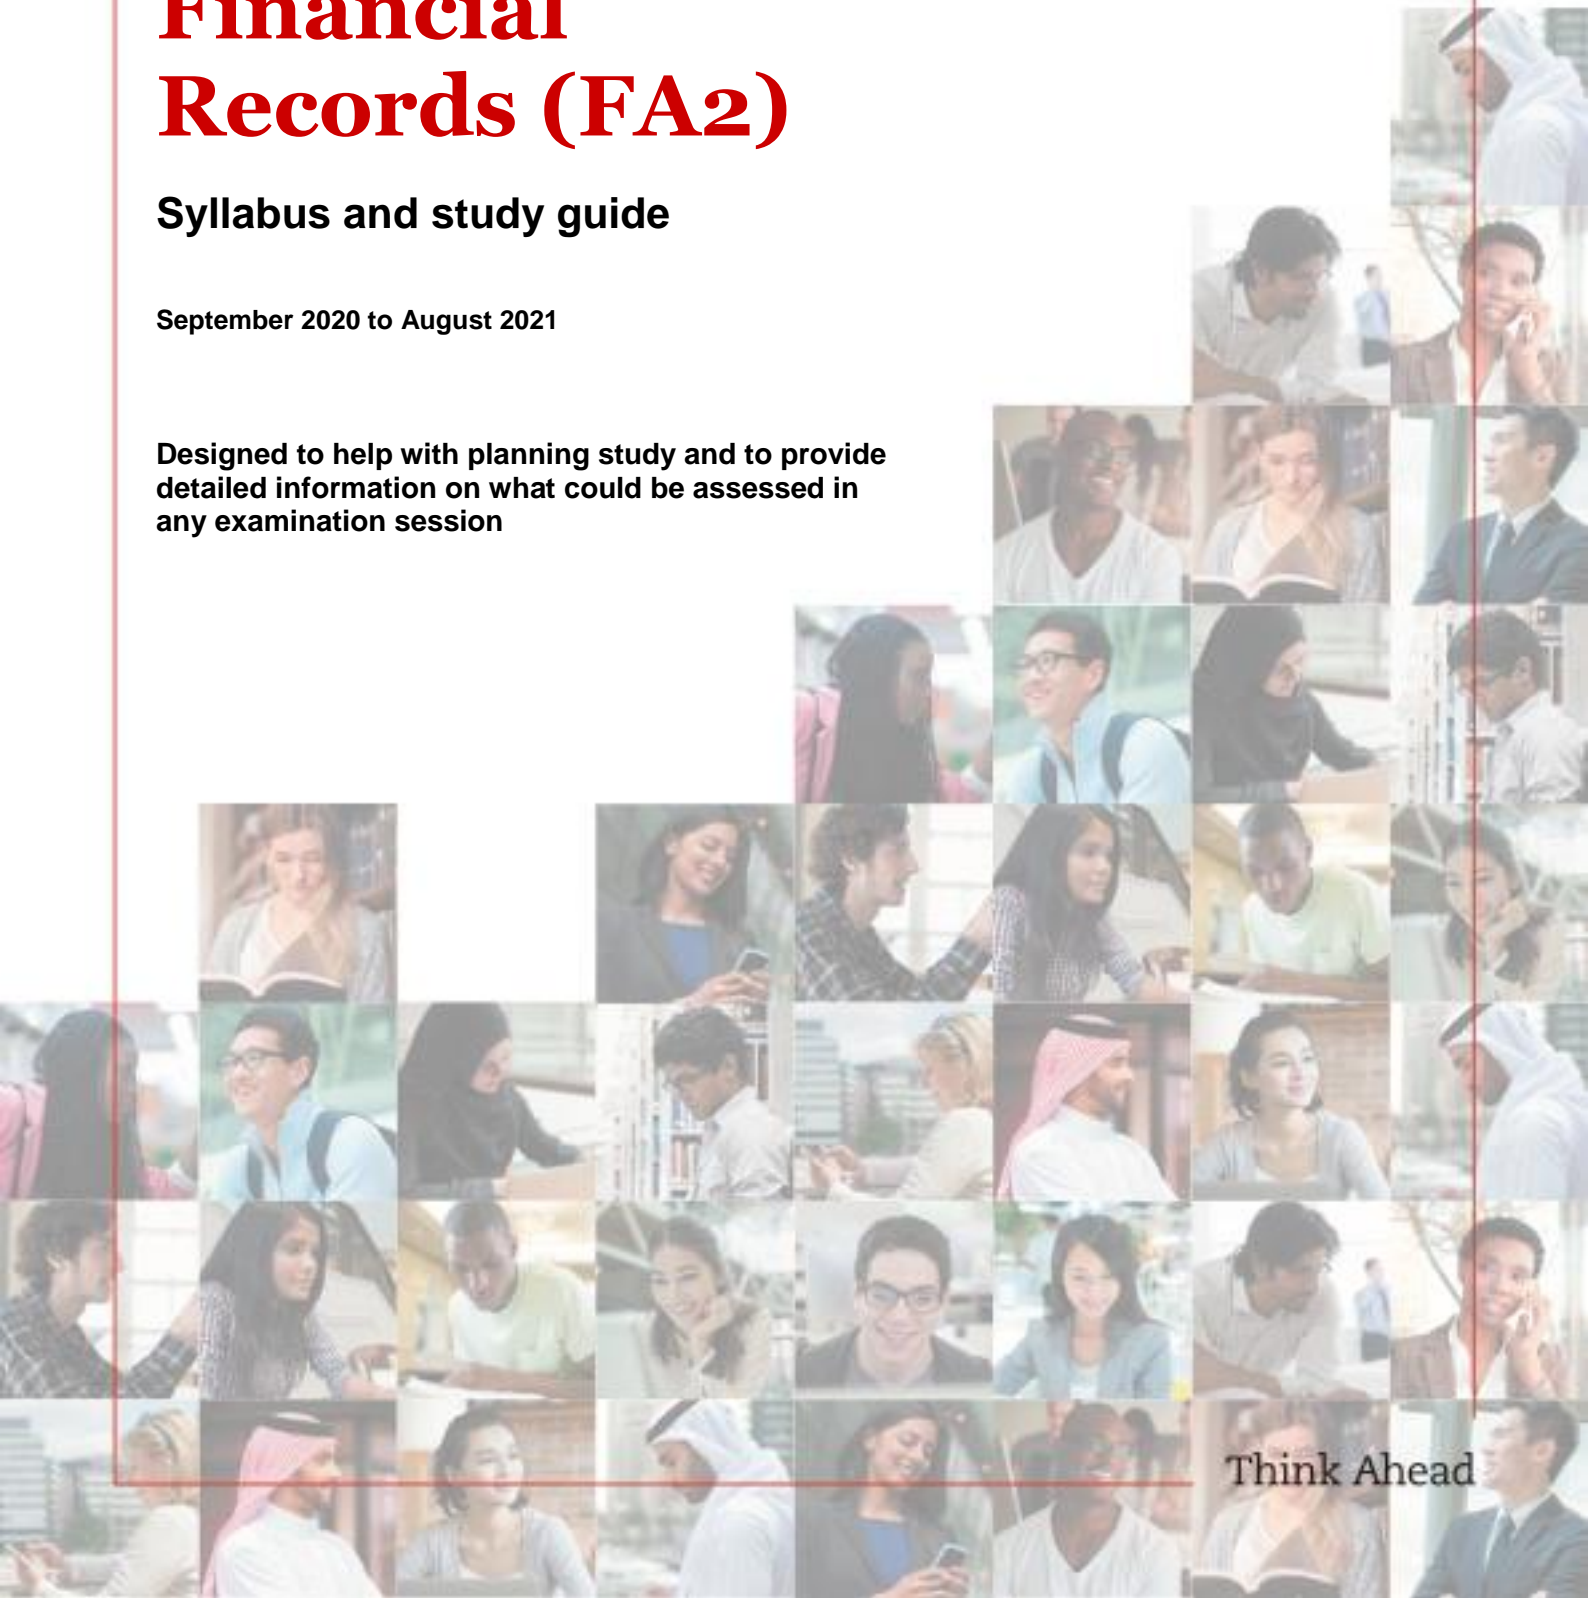 Financial
Records (FA2)
Syllabus and study guide
September 2020 to August 2021
Designed to help with planning study and to provide
detailed information on what could be assessed in
any examination session
Think Ahead